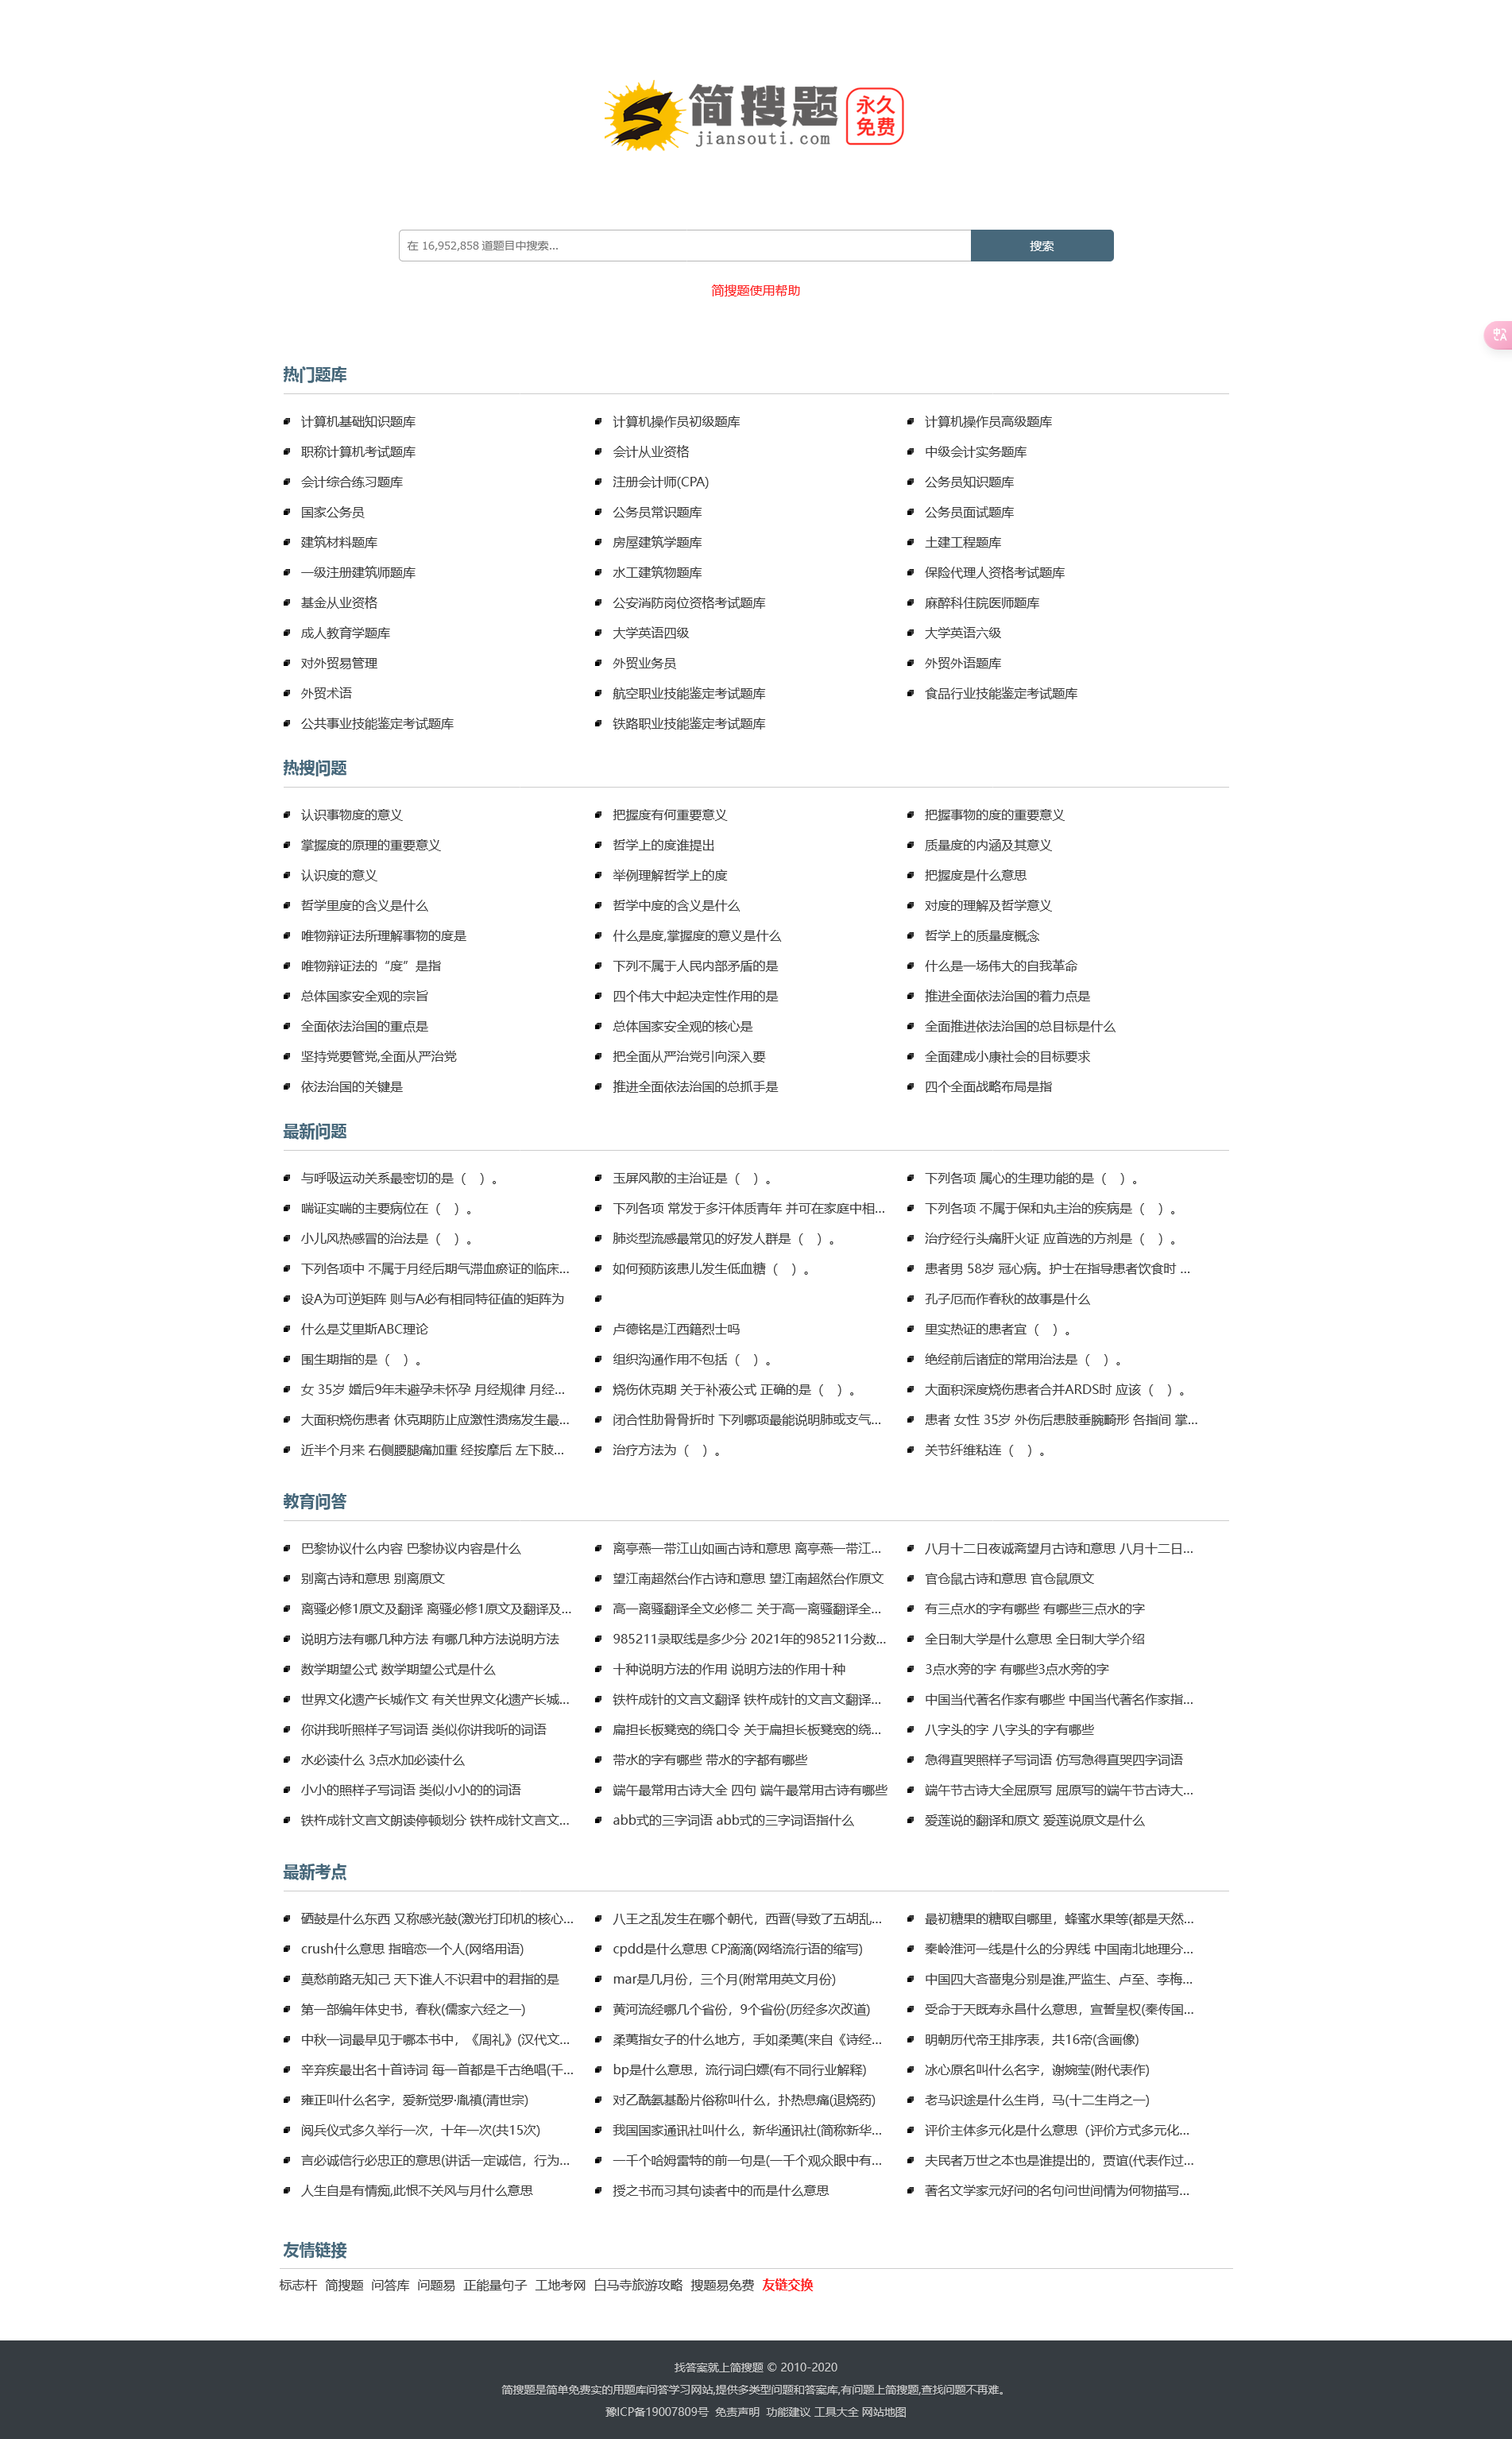 简搜题
jiansouti.com
永久
免费
在 16,952,858 道题目中搜索... 搜索
简搜题使用帮助
热门题库
计算机基础知识题库 计算机操作员初级题库 计算机操作员高级题库
职称计算机考试题库 会计从业资格 中级会计实务题库
会计综合练习题库 注册会计师(CPA) 公务员知识题库
国家公务员 公务员常识题库 公务员面试题库
建筑材料题库 房屋建筑学题库 土建工程题库
一级注册建筑师题库 水工建筑物题库 保险代理人资格考试题库
基金从业资格 公安消防岗位资格考试题库 麻醉科住院医师题库
成人教育学题库 大学英语四级 大学英语六级
对外贸易管理 外贸业务员 外贸外语题库
外贸术语 航空职业技能鉴定考试题库 食品行业技能鉴定考试题库
公共事业技能鉴定考试题库 铁路职业技能鉴定考试题库
热搜问题
认识事物度的意义 把握度有何重要意义 把握事物的度的重要意义
掌握度的原理的重要意义 哲学上的度谁提出 质量度的内涵及其意义
认识度的意义 举例理解哲学上的度 把握度是什么意思
哲学里度的含义是什么 哲学中度的含义是什么 对度的理解及哲学意义
唯物辩证法所理解事物的度是 什么是度,掌握度的意义是什么 哲学上的质量度概念
唯物辩证法的“度”是指 下列不属于人民内部矛盾的是 什么是一场伟大的自我革命
总体国家安全观的宗旨 四个伟大中起决定性作用的是 推进全面依法治国的着力点是
全面依法治国的重点是 总体国家安全观的核心是 全面推进依法治国的总目标是什么
坚持党要管党,全面从严治党 把全面从严治党引向深入要 全面建成小康社会的目标要求
依法治国的关键是 推进全面依法治国的总抓手是 四个全面战略布局是指
最新问题
与呼吸运动关系最密切的是（ ）。 玉屏风散的主治证是（ ）。 下列各项 属心的生理功能的是（ ）。
喘证实喘的主要病位在（ ）。 下列各项 常发于多汗体质青年 并可在家庭中相... 下列各项 不属于保和丸主治的疾病是（ ）。
小儿风热感冒的治法是（ ）。 肺炎型流感最常见的好发人群是（ ）。 治疗经行头痛肝火证 应首选的方剂是（ ）。
下列各项中 不属于月经后期气滞血瘀证的临床... 如何预防该患儿发生低血糖（ ）。 患者男 58岁 冠心病。护士在指导患者饮食时 ...
设A为可逆矩阵 则与A必有相同特征值的矩阵为 孔子厄而作春秋的故事是什么
什么是艾里斯ABC理论 卢德铭是江西籍烈士吗 里实热证的患者宜（ ）。
围生期指的是（ ）。 组织沟通作用不包括（ ）。 绝经前后诸症的常用治法是（ ）。
女 35岁 婚后9年未避孕未怀孕 月经规律 月经... 烧伤休克期 关于补液公式 正确的是（ ）。 大面积深度烧伤患者合并ARDS时 应该（ ）。
大面积烧伤患者 休克期防止应激性溃疡发生最... 闭合性肋骨骨折时 下列哪项最能说明肺或支气... 患者 女性 35岁 外伤后患肢垂腕畸形 各指间 掌...
近半个月来 右侧腰腿痛加重 经按摩后 左下肢... 治疗方法为（ ）。 关节纤维粘连（ ）。
教育问答
巴黎协议什么内容 巴黎协议内容是什么 离亭燕一带江山如画古诗和意思 离亭燕一带江... 八月十二日夜诚斋望月古诗和意思 八月十二日...
别离古诗和意思 别离原文 望江南超然台作古诗和意思 望江南超然台作原文 官仓鼠古诗和意思 官仓鼠原文
离骚必修1原文及翻译 离骚必修1原文及翻译及... 高一离骚翻译全文必修二 关于高一离骚翻译全... 有三点水的字有哪些 有哪些三点水的字
说明方法有哪几种方法 有哪几种方法说明方法 985211录取线是多少分 2021年的985211分数... 全日制大学是什么意思 全日制大学介绍
数学期望公式 数学期望公式是什么 十种说明方法的作用 说明方法的作用十种 3点水旁的字 有哪些3点水旁的字
世界文化遗产长城作文 有关世界文化遗产长城... 铁杵成针的文言文翻译 铁杵成针的文言文翻译... 中国当代著名作家有哪些 中国当代著名作家指...
你讲我听照样子写词语 类似你讲我听的词语 扁担长板凳宽的绕口令 关于扁担长板凳宽的绕... 八字头的字 八字头的字有哪些
水必读什么 3点水加必读什么 带水的字有哪些 带水的字都有哪些 急得直哭照样子写词语 仿写急得直哭四字词语
小小的照样子写词语 类似小小的的词语 端午最常用古诗大全 四句 端午最常用古诗有哪些 端午节古诗大全屈原写 屈原写的端午节古诗大...
铁杵成针文言文朗读停顿划分 铁杵成针文言文... abb式的三字词语 abb式的三字词语指什么 爱莲说的翻译和原文 爱莲说原文是什么
最新考点
硒鼓是什么东西 又称感光鼓(激光打印机的核心... 八王之乱发生在哪个朝代，西晋(导致了五胡乱... 最初糖果的糖取自哪里，蜂蜜水果等(都是天然...
crush什么意思 指暗恋一个人(网络用语) cpdd是什么意思 CP滴滴(网络流行语的缩写) 秦岭淮河一线是什么的分界线 中国南北地理分...
莫愁前路无知己 天下谁人不识君中的君指的是 mar是几月份，三个月(附常用英文月份) 中国四大吝啬鬼分别是谁,严监生、卢至、李梅...
第一部编年体史书，春秋(儒家六经之一) 黄河流经哪几个省份，9个省份(历经多次改道) 受命于天既寿永昌什么意思，宣誓皇权(秦传国...
中秋一词最早见于哪本书中，《周礼》(汉代文... 柔荑指女子的什么地方，手如柔荑(来自《诗经... 明朝历代帝王排序表，共16帝(含画像)
辛弃疾最出名十首诗词 每一首都是千古绝唱(千... bp是什么意思，流行词白嫖(有不同行业解释) 冰心原名叫什么名字，谢婉莹(附代表作)
雍正叫什么名字，爱新觉罗·胤禛(清世宗) 对乙酰氨基酚片俗称叫什么，扑热息痛(退烧药) 老马识途是什么生肖，马(十二生肖之一)
阅兵仪式多久举行一次，十年一次(共15次) 我国国家通讯社叫什么，新华通讯社(简称新华... 评价主体多元化是什么意思（评价方式多元化...
言必诚信行必忠正的意思(讲话一定诚信，行为... 一千个哈姆雷特的前一句是(一千个观众眼中有... 夫民者万世之本也是谁提出的，贾谊(代表作过...
人生自是有情痴,此恨不关风与月什么意思 授之书而习其句读者中的而是什么意思 著名文学家元好问的名句问世间情为何物描写...
友情链接
标志杆 简搜题 问答库 问题易 正能量句子 工地考网 白马寺旅游攻略 搜题易免费 友链交换
找答案就上简搜题 © 2010-2020
简搜题是简单免费实的用题库问答学习网站,提供多类型问题和答案库,有问题上简搜题,查找问题不再难。
豫ICP备19007809号 免责声明 功能建议 工具大全 网站地图